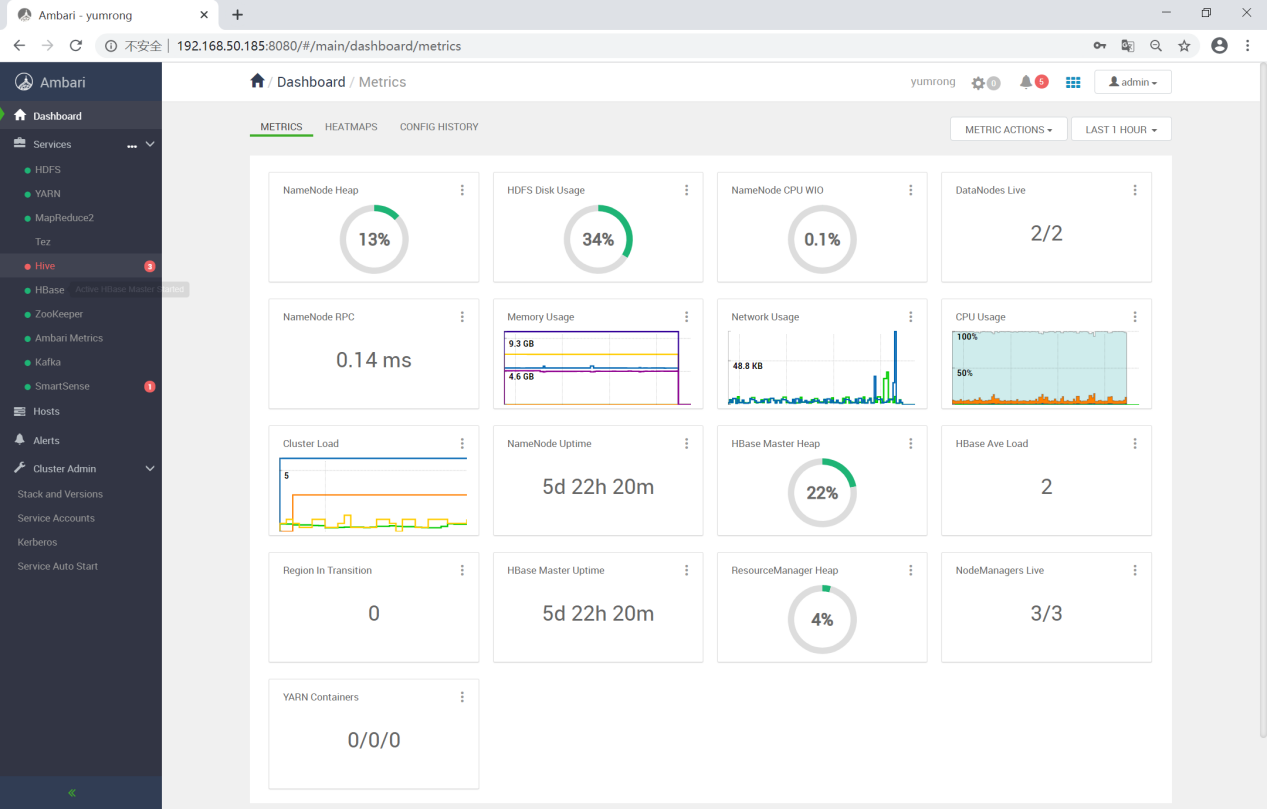 Ambari - yumrong
不安全 192.168.50.185:8080/#/main/dashboard/metrics
Ambari
Dashboard
Services
HDFS
YARN
MapReduce2
Tez
Hive 3
HBase
Active HBase Master Started
ZooKeeper
Ambari Metrics
Kafka
SmartSense 1
Hosts
Alerts
Cluster Admin
Stack and Versions
Service Accounts
Kerberos
Service Auto Start
/ Dashboard / Metrics
yumrong 0 5 admin
METRICS HEATMAPS CONFIG HISTORY
METRIC ACTIONS LAST 1 HOUR
NameNode Heap
13%
HDFS Disk Usage
34%
NameNode CPU WIO
0.1%
DataNodes Live
2/2
NameNode RPC
0.14 ms
Memory Usage
9.3 GB
4.6 GB
Network Usage
48.8 KB
CPU Usage
100%
50%
Cluster Load
5
NameNode Uptime
5d 22h 20m
HBase Master Heap
22%
HBase Ave Load
2
Region In Transition
0
HBase Master Uptime
5d 22h 20m
ResourceManager Heap
4%
NodeManagers Live
3/3
YARN Containers
0/0/0